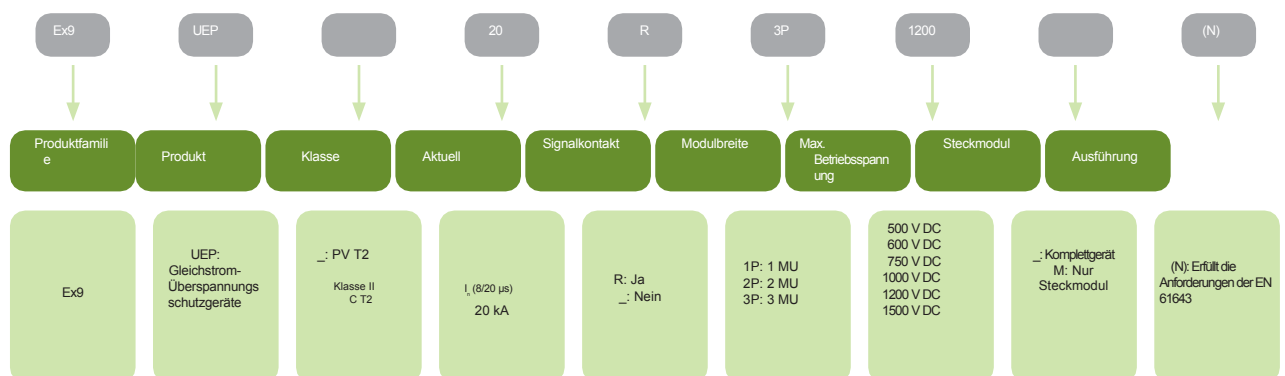 Ex9 UEP 20 R 3P 1200 (N)
Produktfamili
e
Produkt
Klasse
Aktuell
Signalkontakt
Modulbreite
Max.
Betriebsspann
ung
Steckmodul
Ausführung
Ex9
UEP:
Gleichstrom-
Überspannungs
schutzgeräte
_: PV T2
Klasse II
C T2
In (8/20 µs)
20 kA
R: Ja
_: Nein
1P: 1 MU
2P: 2 MU
3P: 3 MU
500 V DC
600 V DC
750 V DC
1000 V DC
1200 V DC
1500 V DC
_: Komplettgerät
M: Nur
Steckmodul
(N): Erfüllt die
Anforderungen der EN
61643